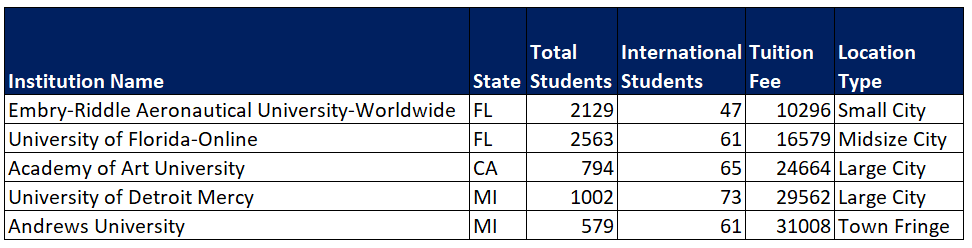 Institution Name State Total Students International Students Tuition Fee Location Type
Embry-Riddle Aeronautical University-Worldwide FL 2129 47 10296 Small City
University of Florida-Online FL 2563 61 16579 Midsize City
Academy of Art University CA 794 65 24664 Large City
University of Detroit Mercy MI 1002 73 29562 Large City
Andrews University MI 579 61 31008 Town Fringe